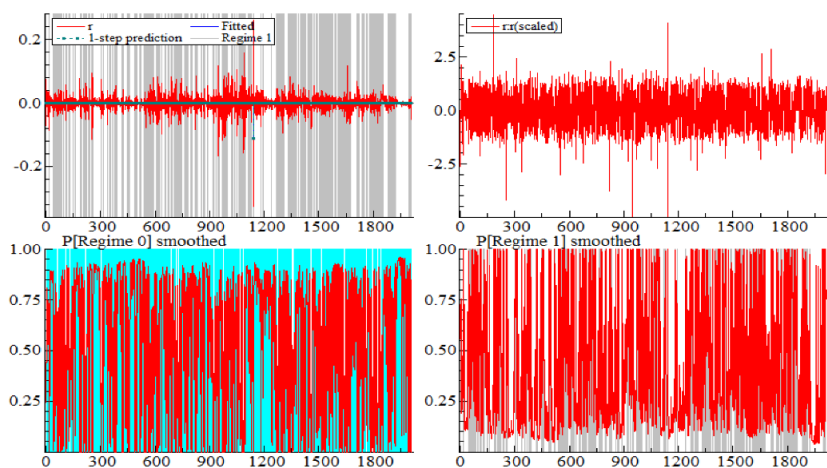 r Fitted
1-step prediction Regime 1
0.2
0.0
-0.2
0 300 600 900 1200 1500 1800
r:r(scaled)
2.5
0.0
-2.5
0 300 600 900 1200 1500 1800
P[Regime 0] smoothed
1.00
0.75
0.50
0.25
0 300 600 900 1200 1500 1800
P[Regime 1] smoothed
1.00
0.75
0.50
0.25
0 300 600 900 1200 1500 1800